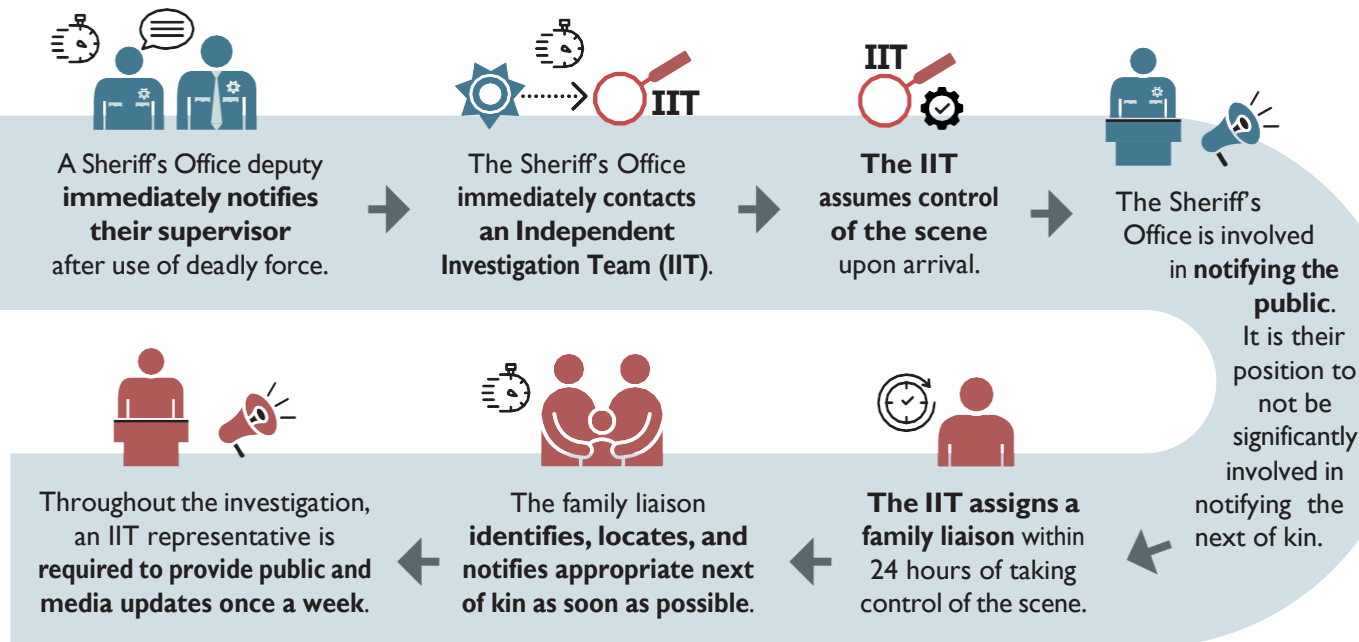 IIT
IIT
A Sheriff's Office deputy
immediately notifies
their supervisor
after use of deadly force.
The Sheriff's Office
immediately contacts
an Independent
Investigation Team (IIT).
The IIT
assumes control
of the scene
upon arrival.
The Sheriff's
Office is involved
in notifying the
public.
It is their
position to
not be
significantly
involved in
notifying the
next of kin.
The IIT assigns a
family liaison within
24 hours of taking
control of the scene.
The family liaison
identifies, locates, and
notifies appropriate next
of kin as soon as possible.
Throughout the investigation,
an IIT representative is
required to provide public and
media updates once a week.